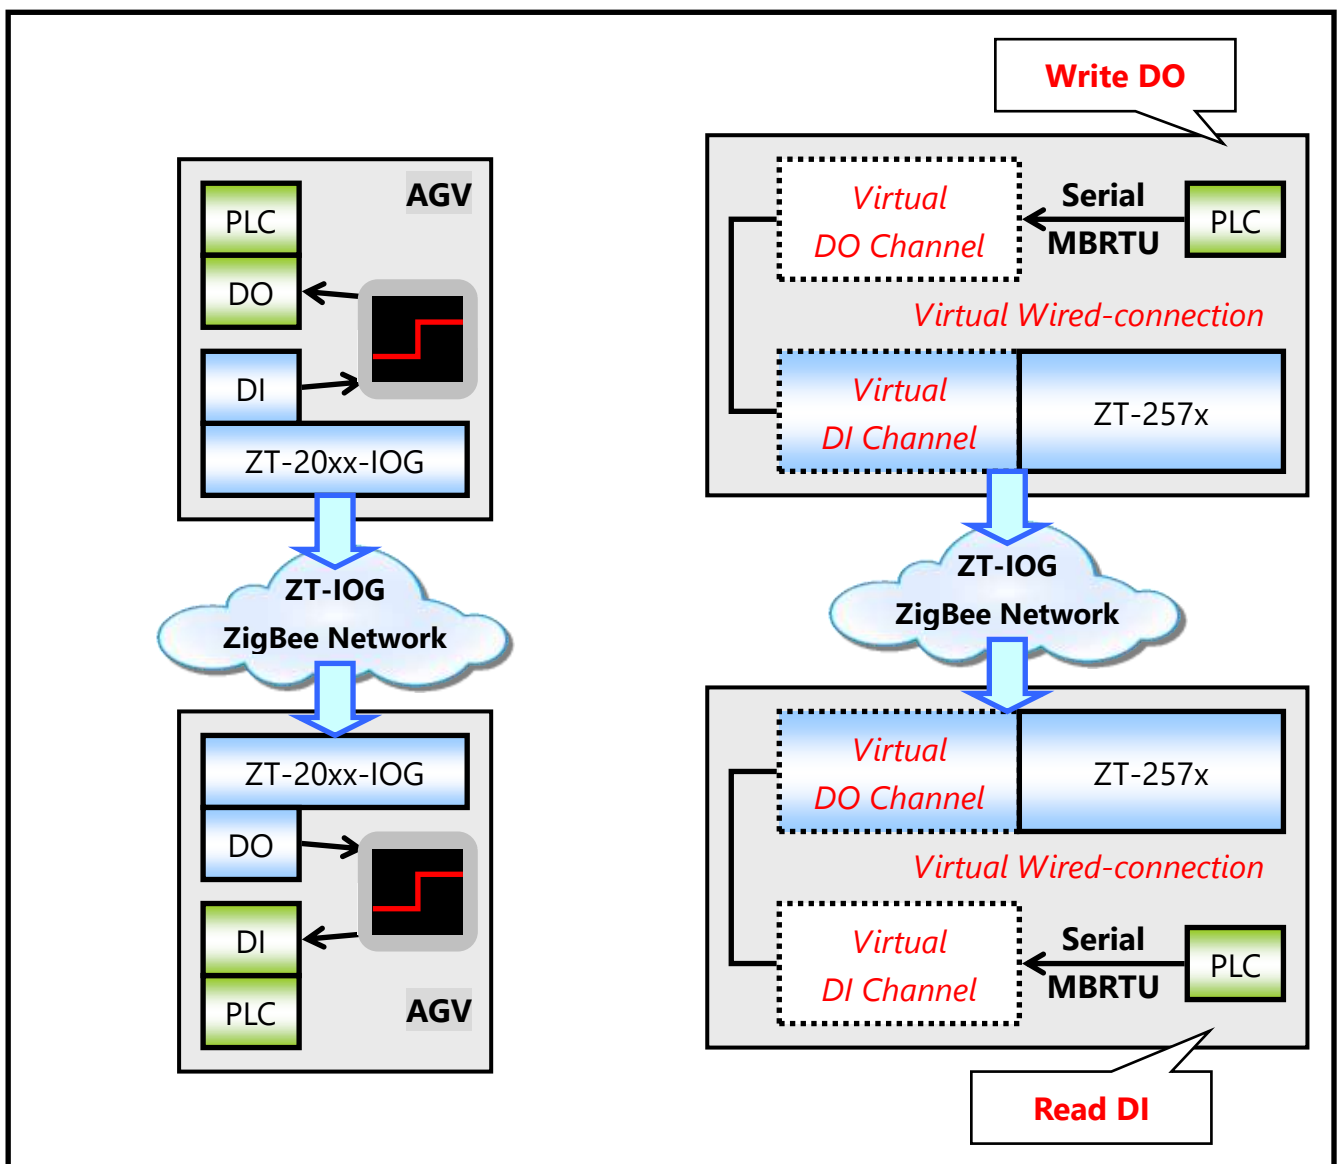 Write DO
AGV
PLC
DO
DI
ZT-20xx-IOG
ZT-IOG
ZigBee Network
ZT-20xx-IOG
DO
DI
PLC
AGV
Virtual
DO Channel
Serial
MBRTU
PLC
Virtual Wired-connection
Virtual
DI Channel
ZT-257x
ZT-IOG
ZigBee Network
Virtual
DO Channel
ZT-257x
Virtual Wired-connection
Virtual
DI Channel
Serial
MBRTU
PLC
Read DI